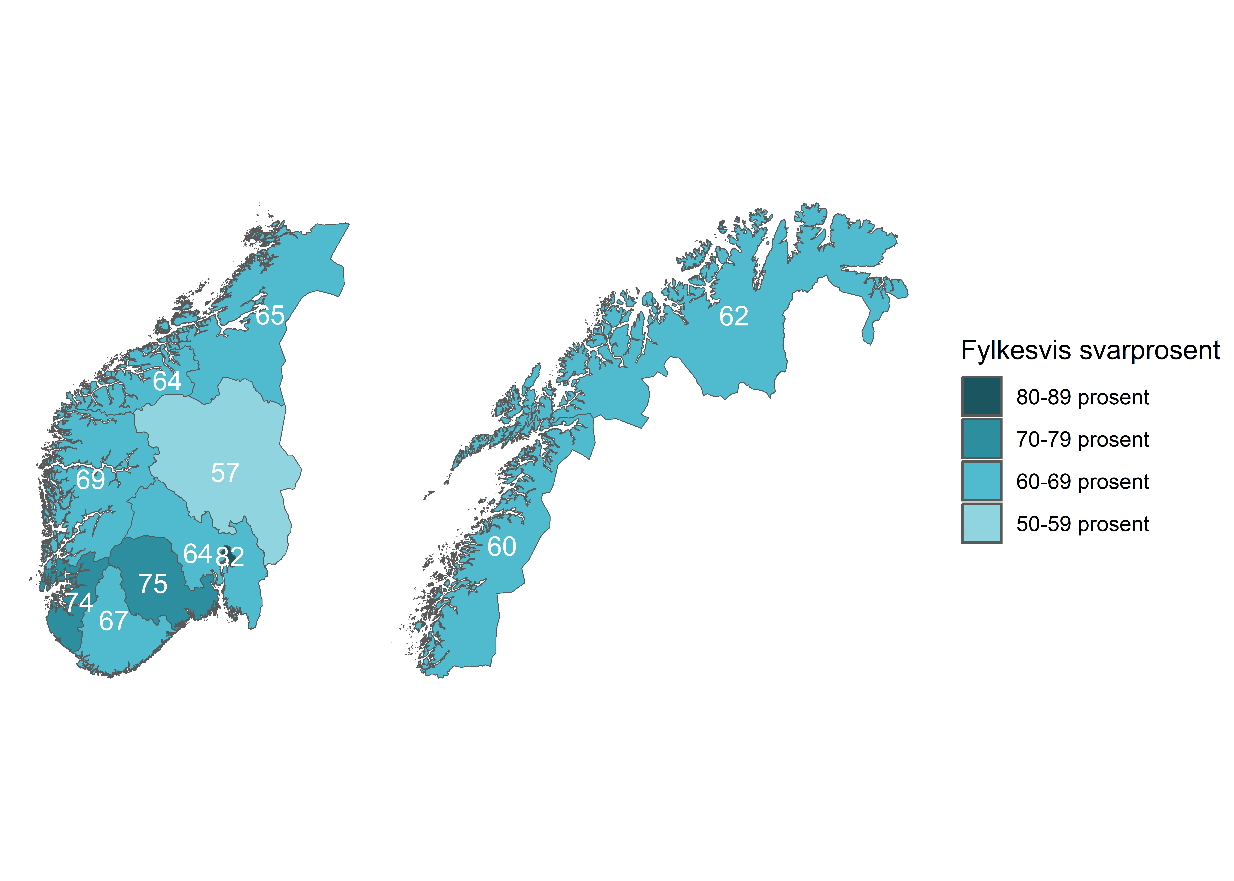 65
64
69
57
64
82
75
74
67
62
60
Fylkesvis svarprosent
80-89 prosent
70-79 prosent
60-69 prosent
50-59 prosent